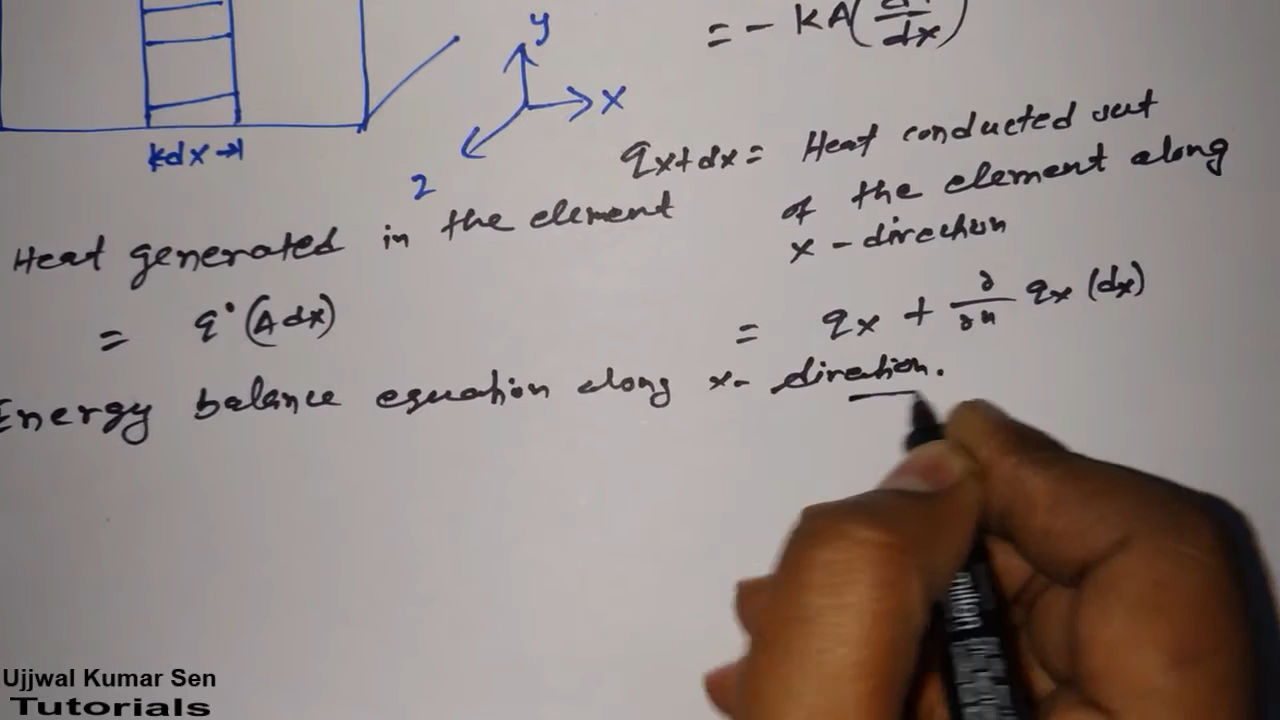 = - KA(dT/dx)
y
x
z
dx
qx+dx = Heat conducted out
of the element along
x - direction
Heat generated in the element
= q° (A dx)
= qx + ∂/∂x qx (dx)
Energy balance equation along x- direction.
Ujjwal Kumar Sen
Tutorials